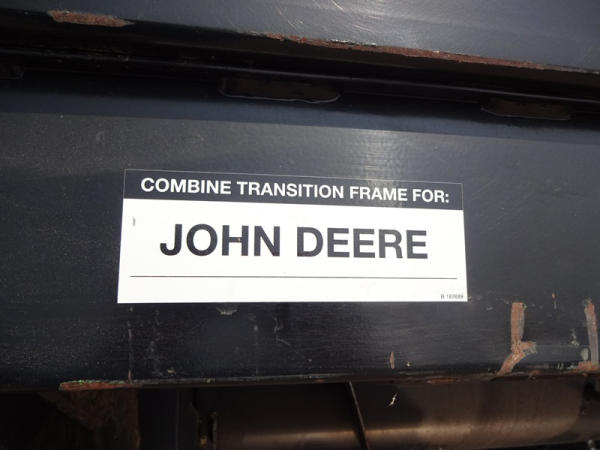 COMBINE TRANSITION FRAME FOR:
JOHN DEERE